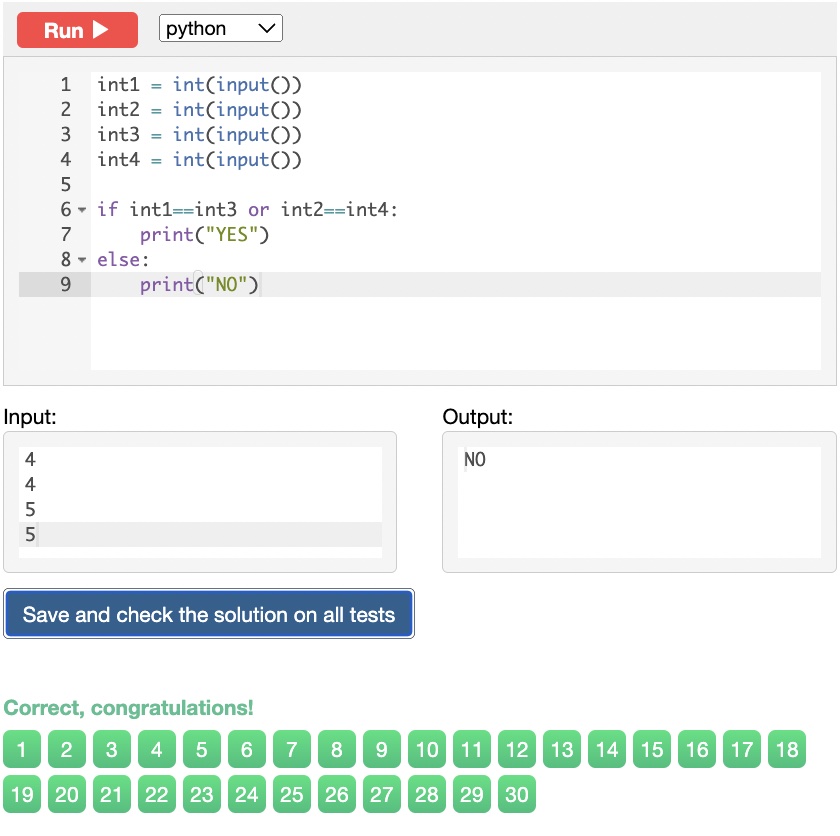 Run python
1 int1 = int(input())
2 int2 = int(input())
3 int3 = int(input())
4 int4 = int(input())
5
6 if int1==int3 or int2==int4:
7     print("YES")
8 else:
9     print("NO")
Input: Output:
4 NO
4
5
5
Save and check the solution on all tests
Correct, congratulations!
1 2 3 4 5 6 7 8 9 10 11 12 13 14 15 16 17 18
19 20 21 22 23 24 25 26 27 28 29 30